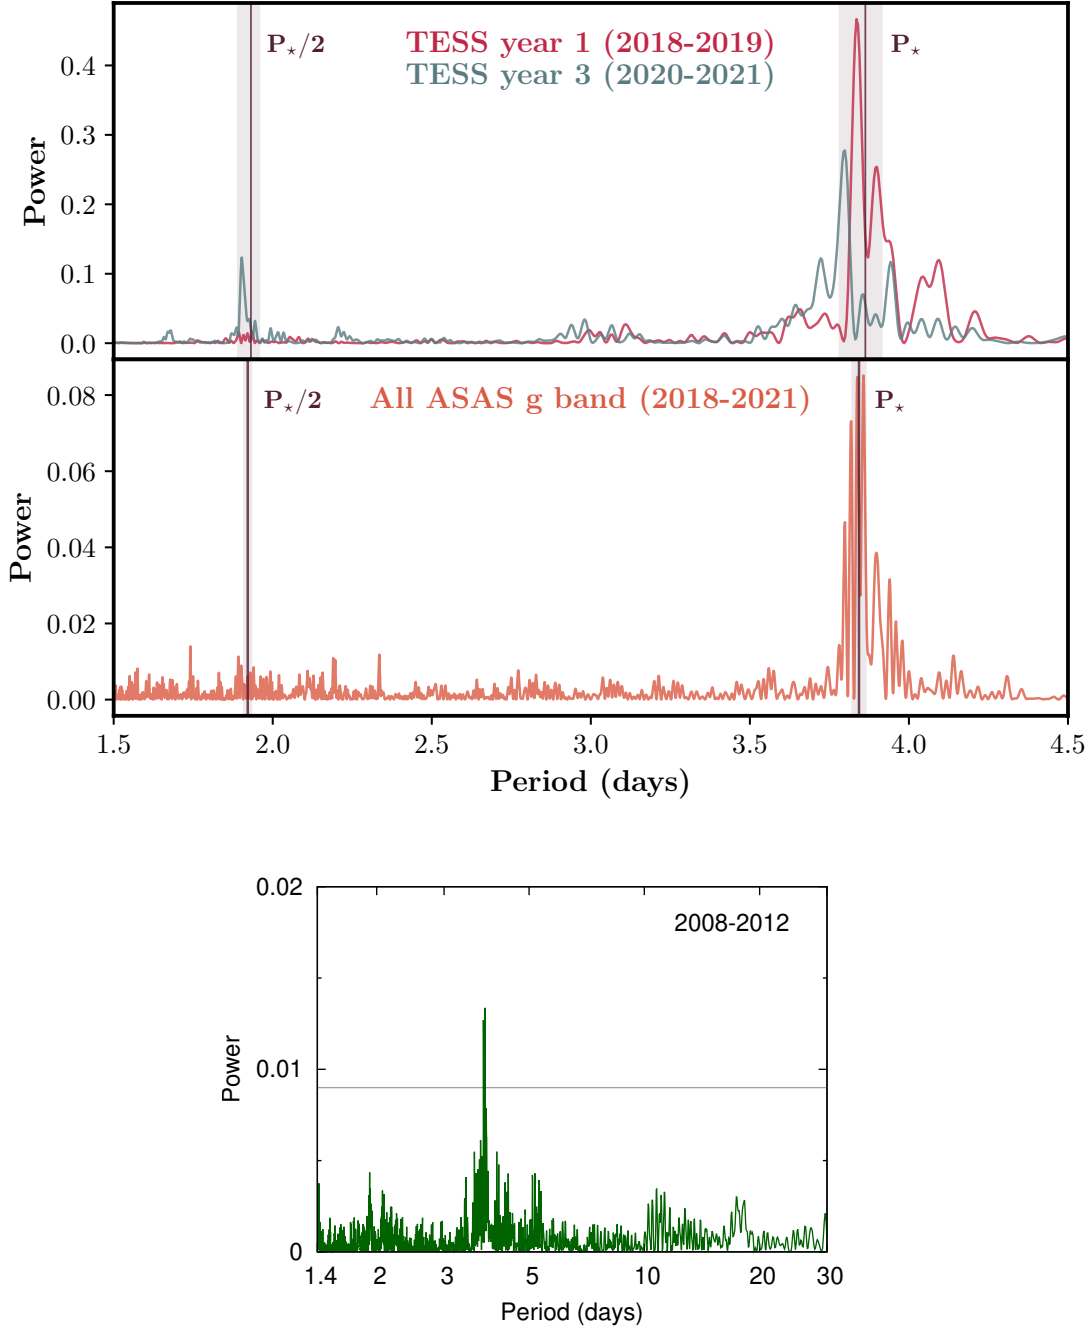 P⋆/2
TESS year 1 (2018-2019)
TESS year 3 (2020-2021)
P⋆
0.4
0.3
0.2
0.1
0.0
Power
P⋆/2
All ASAS g band (2018-2021)
P⋆
0.08
0.06
0.04
0.02
0.00
Power
1.5 2.0 2.5 3.0 3.5 4.0 4.5
Period (days)
0.02
2008-2012
0.01
Power
0
1.4 2 3 5 10 20 30
Period (days)